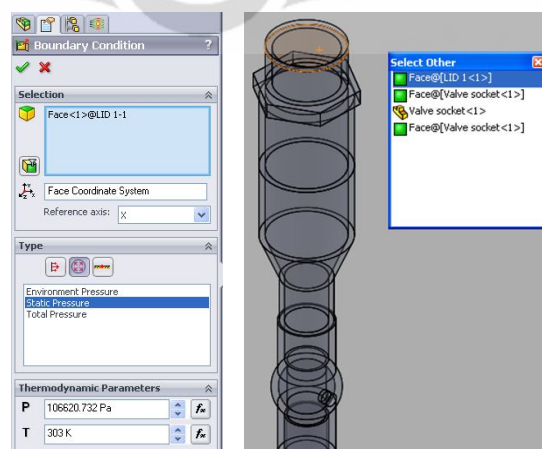 Boundary Condition ?
Selection
Face<1>@LID 1-1
Face Coordinate System
Reference axis: X
Type
Environment Pressure
Static Pressure
Total Pressure
Thermodynamic Parameters
P 106620.732 Pa
T 303 K
Select Other
Face@[LID 1<1>]
Face@[Valve socket<1>]
Valve socket<1>
Face@[Valve socket<1>]